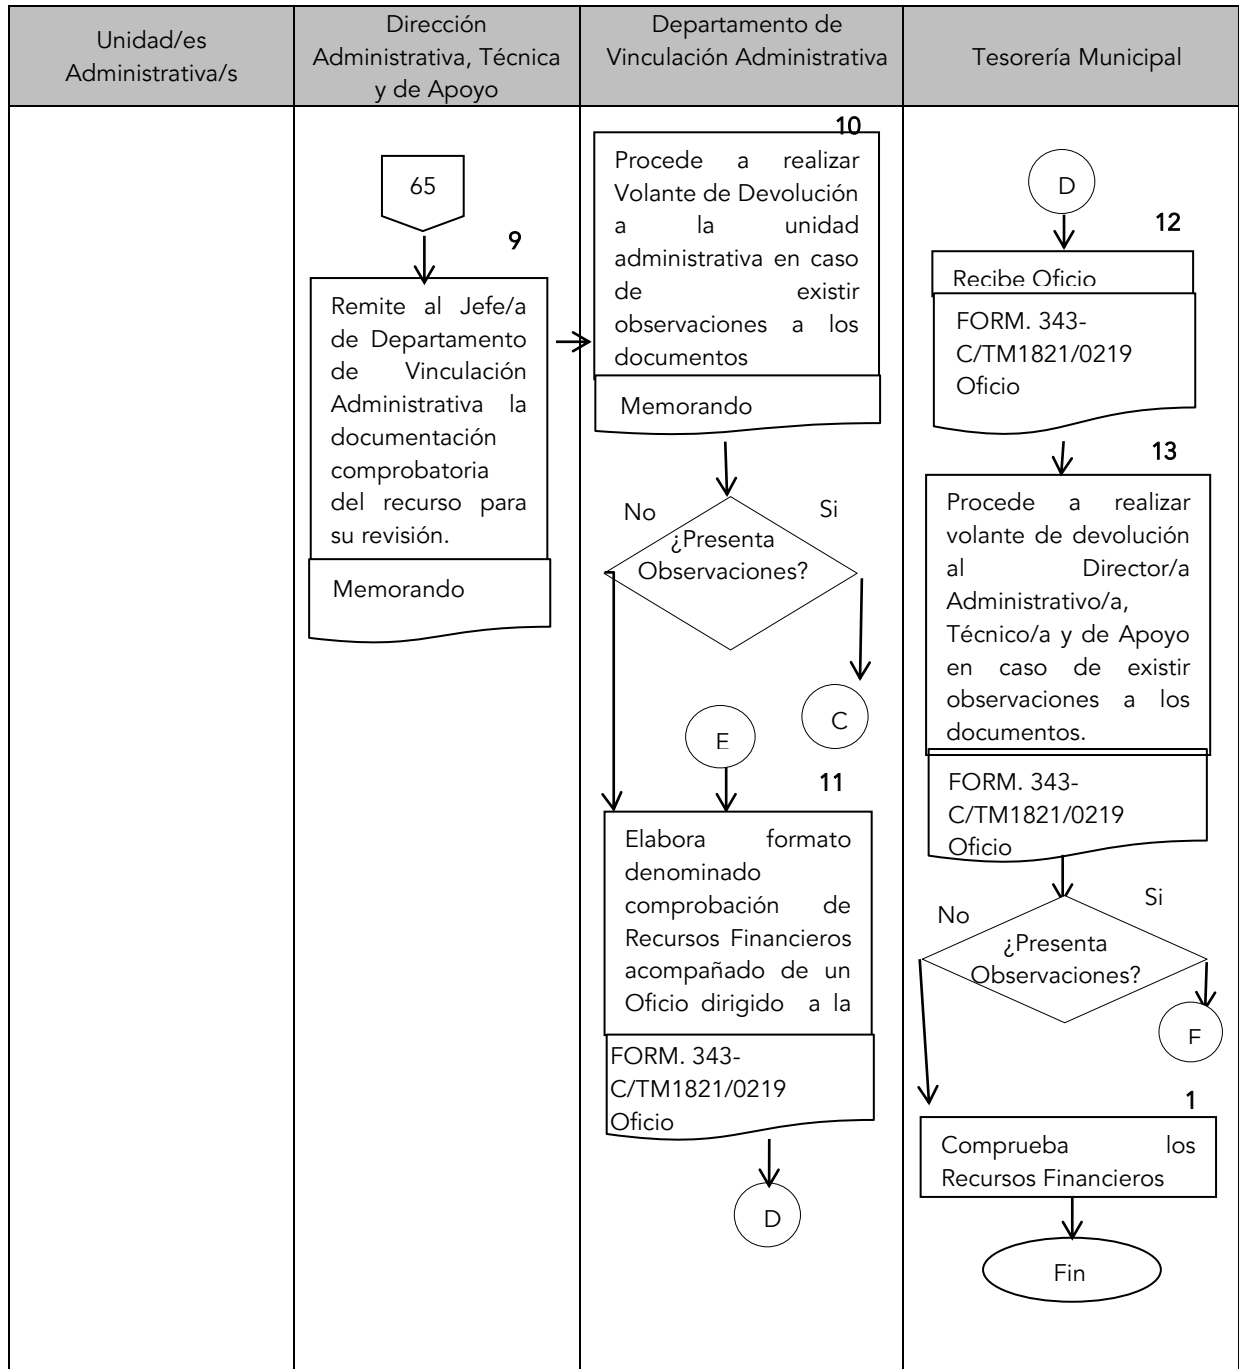 Unidad/es
Administrativa/s
Dirección
Administrativa, Técnica
y de Apoyo
Departamento de
Vinculación Administrativa
Tesorería Municipal
65
9
Remite al Jefe/a
de Departamento
de Vinculación
Administrativa la
documentación
comprobatoria
del recurso para
su revisión.
Memorando
10
Procede a realizar
Volante de Devolución
a la unidad
administrativa en caso
de existir
observaciones a los
documentos
Memorando
No
Si
¿Presenta
Observaciones?
C
E
11
Elabora formato
denominado
comprobación de
Recursos Financieros
acompañado de un
Oficio dirigido a la
FORM. 343-
C/TM1821/0219
Oficio
D
D
12
Recibe Oficio
FORM. 343-
C/TM1821/0219
Oficio
13
Procede a realizar
volante de devolución
al Director/a
Administrativo/a,
Técnico/a y de Apoyo
en caso de existir
observaciones a los
documentos.
FORM. 343-
C/TM1821/0219
Oficio
No
Si
¿Presenta
Observaciones?
F
1
Comprueba los
Recursos Financieros
Fin